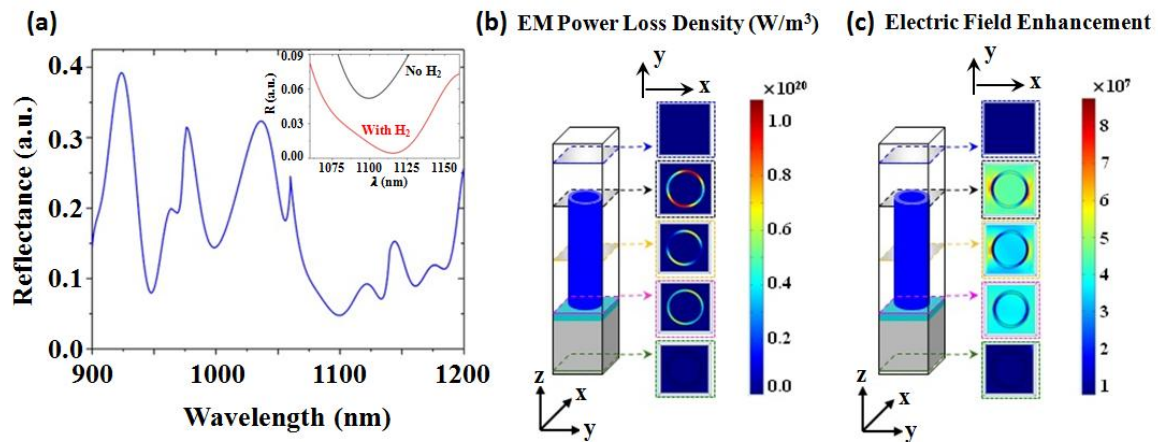 (a)
Reflectance (a.u.)
0.4
0.3
0.2
0.1
0.0
900
1000
1100
1200
Wavelength (nm)
R (a.u.)
0.09
0.06
0.03
0.00
No H₂
With H₂
1075
1100
1125
1150
λ (nm)
(b) EM Power Loss Density (W/m³)
y
x
×10²⁰
1.0
0.8
0.6
0.4
0.20
0.0
z
x
y
(c) Electric Field Enhancement
y
x
×10⁷
8
7
6
5
4
3
2
1
z
x
y